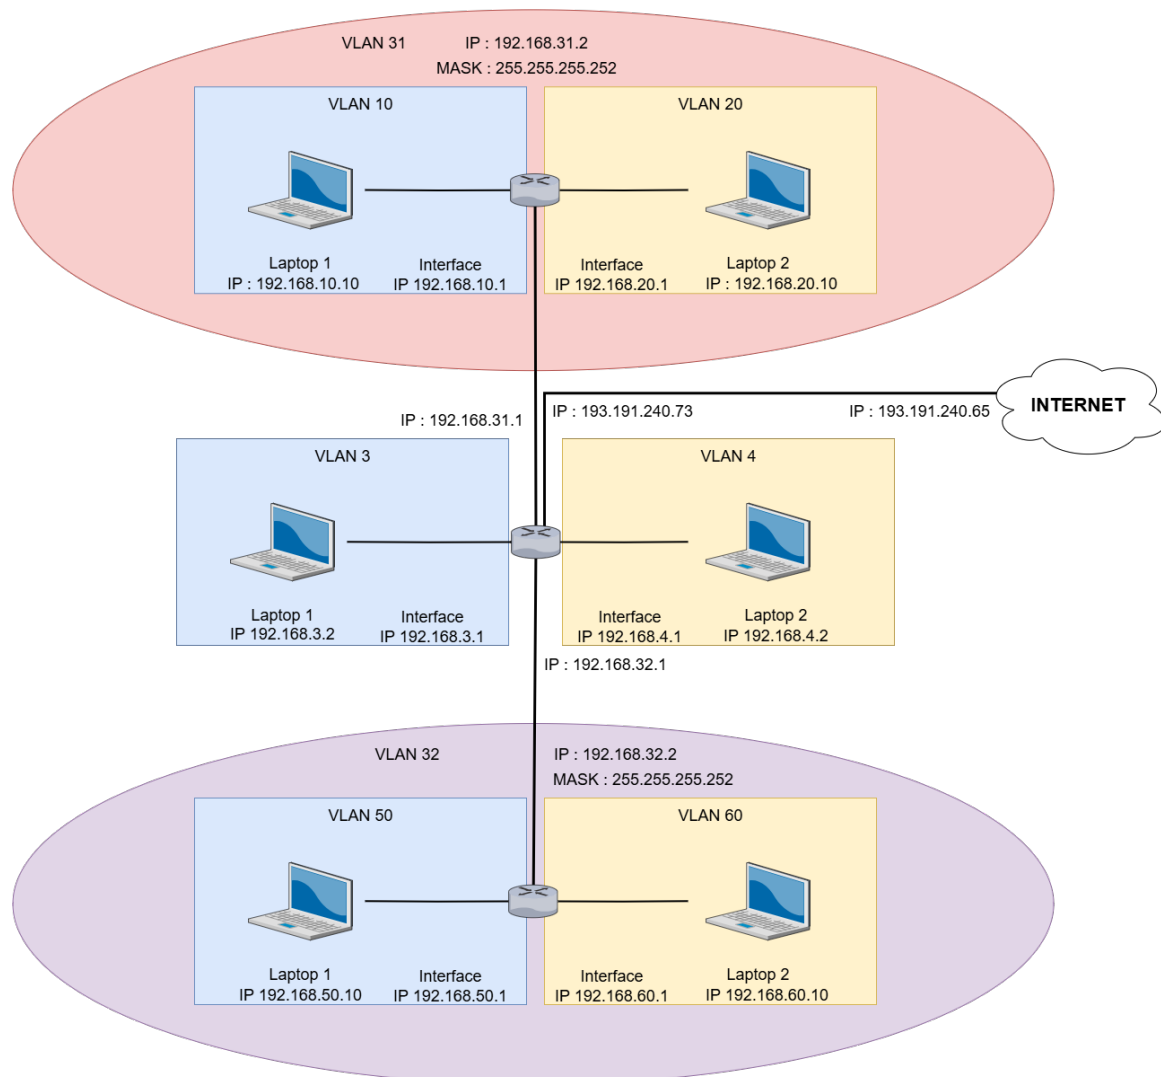 VLAN 31 IP : 192.168.31.2
MASK : 255.255.255.252
VLAN 10 VLAN 20
Laptop 1 Interface Interface Laptop 2
IP : 192.168.10.10 IP 192.168.10.1 IP 192.168.20.1 IP : 192.168.20.10
IP : 192.168.31.1 IP : 193.191.240.73 IP : 193.191.240.65 INTERNET
VLAN 3 VLAN 4
Laptop 1 Interface Interface Laptop 2
IP 192.168.3.2 IP 192.168.3.1 IP 192.168.4.1 IP 192.168.4.2
IP : 192.168.32.1
VLAN 32 IP : 192.168.32.2
MASK : 255.255.255.252
VLAN 50 VLAN 60
Laptop 1 Interface Interface Laptop 2
IP 192.168.50.10 IP 192.168.50.1 IP 192.168.60.1 IP 192.168.60.10